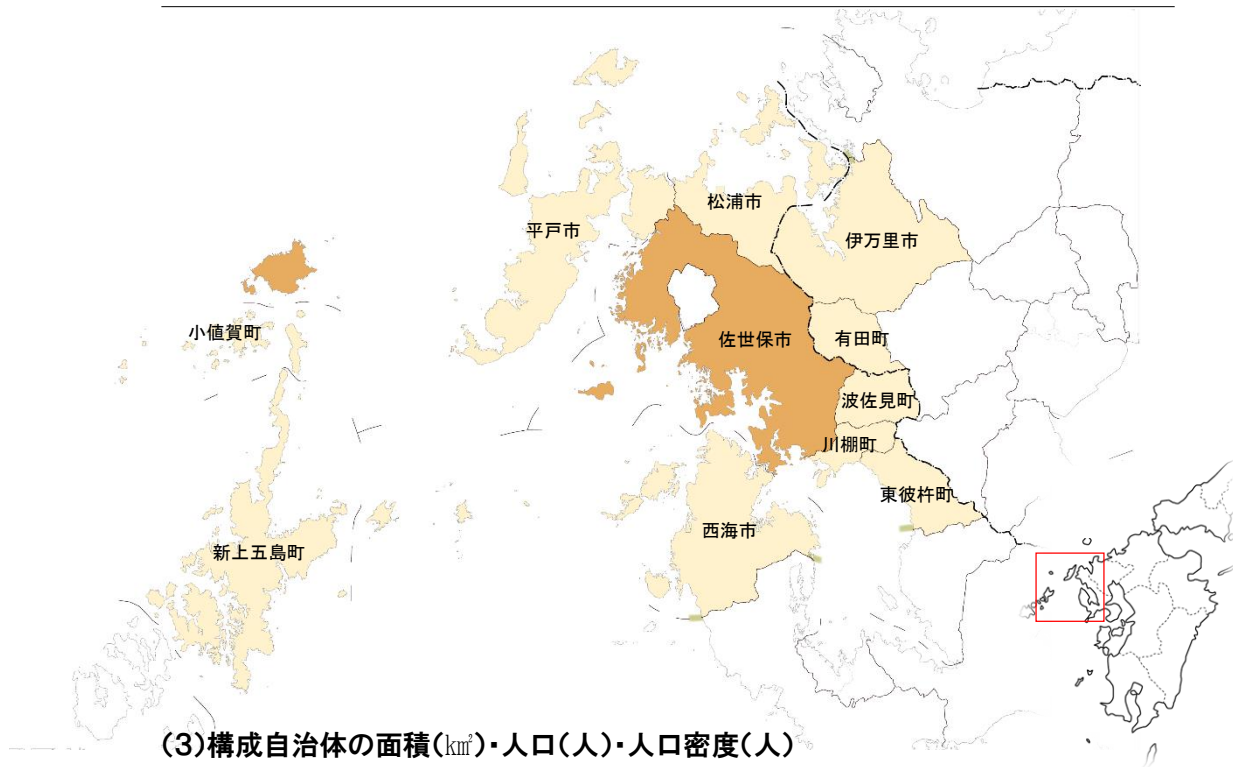 松浦市
平戸市
伊万里市
小値賀町
佐世保市
有田町
波佐見町
川棚町
東彼杵町
西海市
新上五島町
(3)構成自治体の面積(㎢)・人口(人)・人口密度(人)